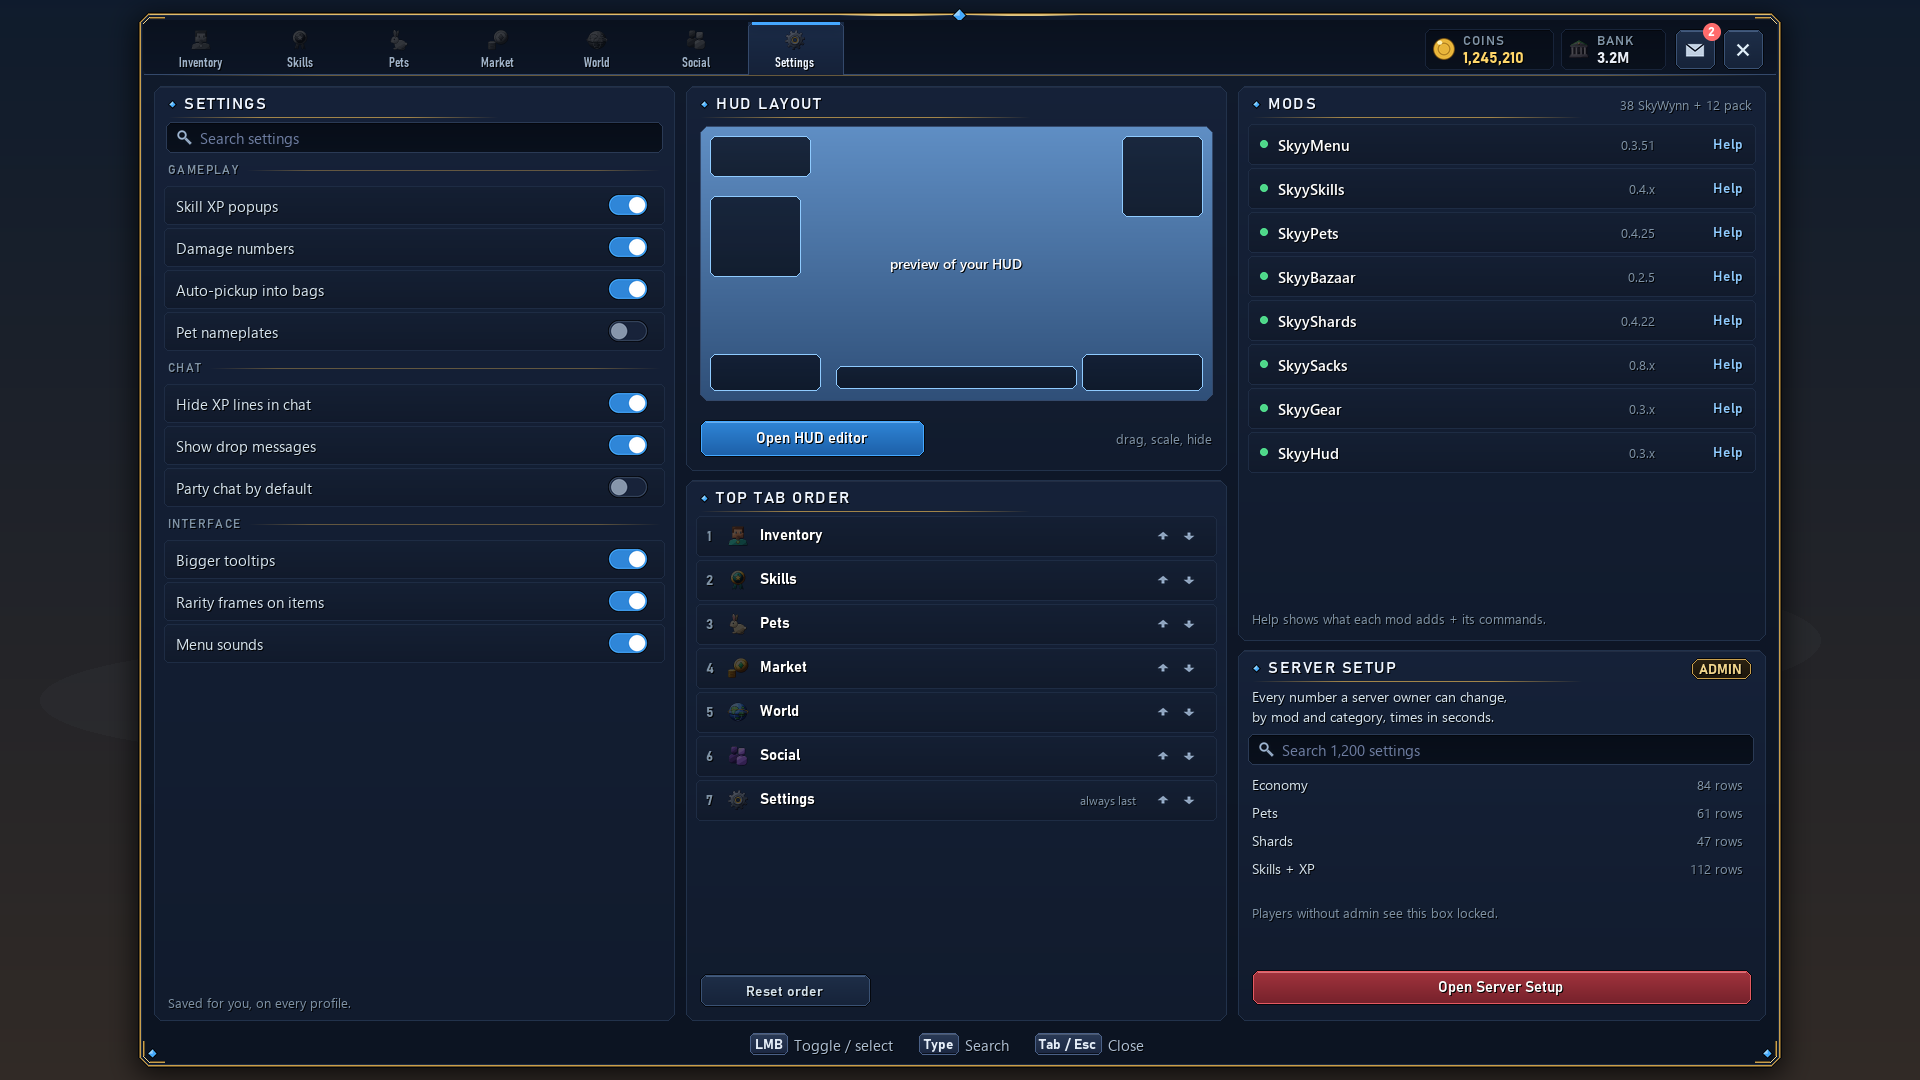 Inventory
Skills
Pets
Market
World
Social
Settings
COINS
1,245,210
BANK
3.2M
2
SETTINGS
Search settings
GAMEPLAY
Skill XP popups
Damage numbers
Auto-pickup into bags
Pet nameplates
CHAT
Hide XP lines in chat
Show drop messages
Party chat by default
INTERFACE
Bigger tooltips
Rarity frames on items
Menu sounds
Saved for you, on every profile.
HUD LAYOUT
preview of your HUD
Open HUD editor
drag, scale, hide
TOP TAB ORDER
1 Inventory
2 Skills
3 Pets
4 Market
5 World
6 Social
7 Settings always last
Reset order
MODS
38 SkyWynn + 12 pack
SkyyMenu 0.3.51 Help
SkyySkills 0.4.x Help
SkyyPets 0.4.25 Help
SkyyBazaar 0.2.5 Help
SkyyShards 0.4.22 Help
SkyySacks 0.8.x Help
SkyyGear 0.3.x Help
SkyyHud 0.3.x Help
Help shows what each mod adds + its commands.
SERVER SETUP
ADMIN
Every number a server owner can change,
by mod and category, times in seconds.
Search 1,200 settings
Economy 84 rows
Pets 61 rows
Shards 47 rows
Skills + XP 112 rows
Players without admin see this box locked.
Open Server Setup
LMB Toggle / select Type Search Tab / Esc Close